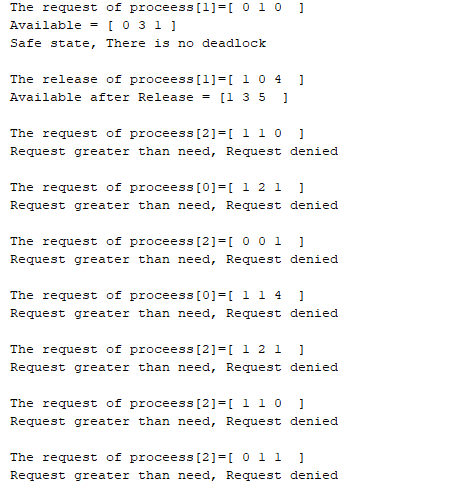 The request of proceess[1]=[ 0 1 0  ]
Available = [ 0 3 1 ]
Safe state, There is no deadlock
The release of proceess[1]=[ 1 0 4  ]
Available after Release = [1 3 5  ]
The request of proceess[2]=[ 1 1 0  ]
Request greater than need, Request denied
The request of proceess[0]=[ 1 2 1  ]
Request greater than need, Request denied
The request of proceess[2]=[ 0 0 1  ]
Request greater than need, Request denied
The request of proceess[0]=[ 1 1 4  ]
Request greater than need, Request denied
The request of proceess[2]=[ 1 2 1  ]
Request greater than need, Request denied
The request of proceess[2]=[ 1 1 0  ]
Request greater than need, Request denied
The request of proceess[2]=[ 0 1 1  ]
Request greater than need, Request denied